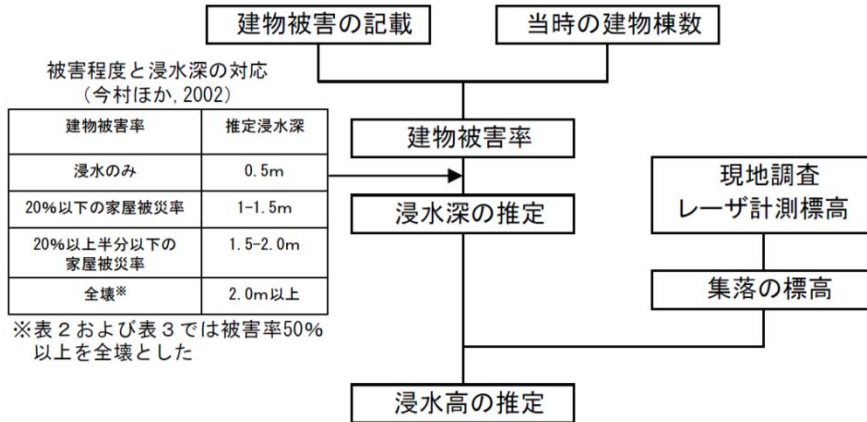 建物被害の記載
当時の建物棟数
被害程度と浸水深の対応
(今村ほか, 2002)
建物被害率 推定浸水深
浸水のみ 0.5m
20%以下の家屋被災率 1-1.5m
20%以上半分以下の
家屋被災率 1.5-2.0m
全壊※ 2.0m以上
※表2および表3では被害率50%
以上を全壊とした
建物被害率
浸水深の推定
現地調査
レーザ計測標高
集落の標高
浸水高の推定